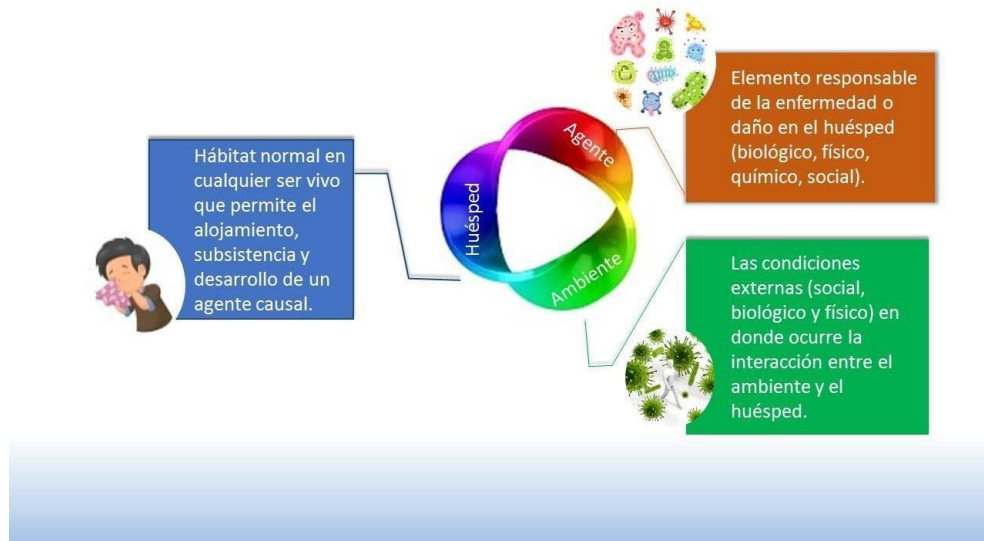 Hábitat normal en
cualquier ser vivo
que permite el
alojamiento,
subsistencia y
desarrollo de un
agente causal.
Huésped
Agente
Ambiente
Elemento responsable
de la enfermedad o
daño en el huésped
(biológico, físico,
químico, social).
Las condiciones
externas (social,
biológico y físico) en
donde ocurre la
interacción entre el
ambiente y el
huésped.